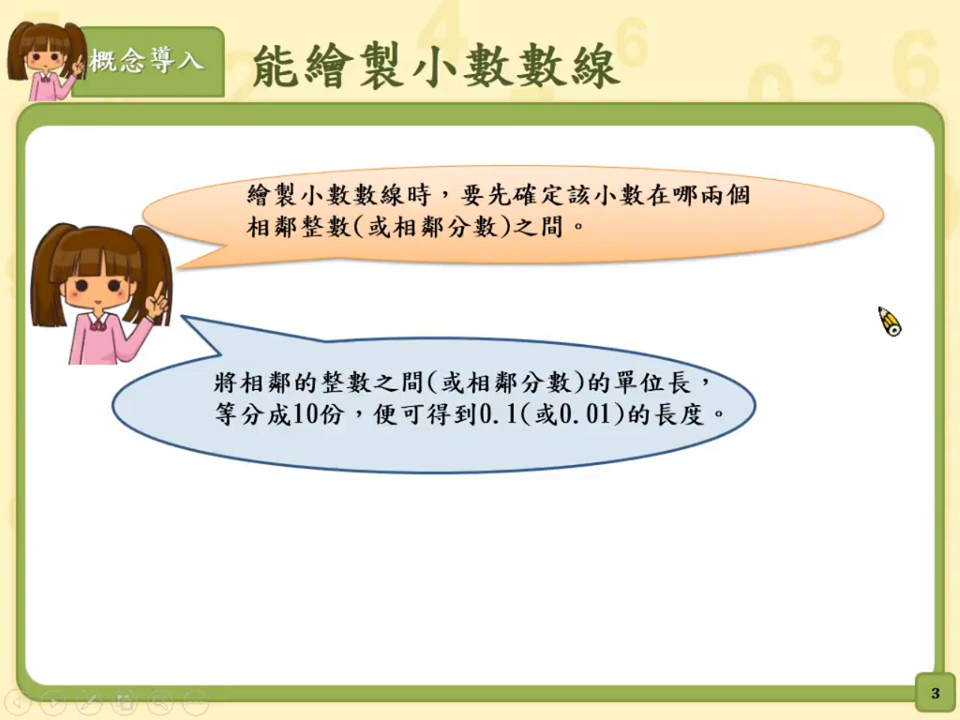 概念導入
能繪製小數數線
繪製小數數線時，要先確定該小數在哪兩個
相鄰整數(或相鄰分數)之間。
將相鄰的整數之間(或相鄰分數)的單位長，
等分成10份，便可得到0.1(或0.01)的長度。
3